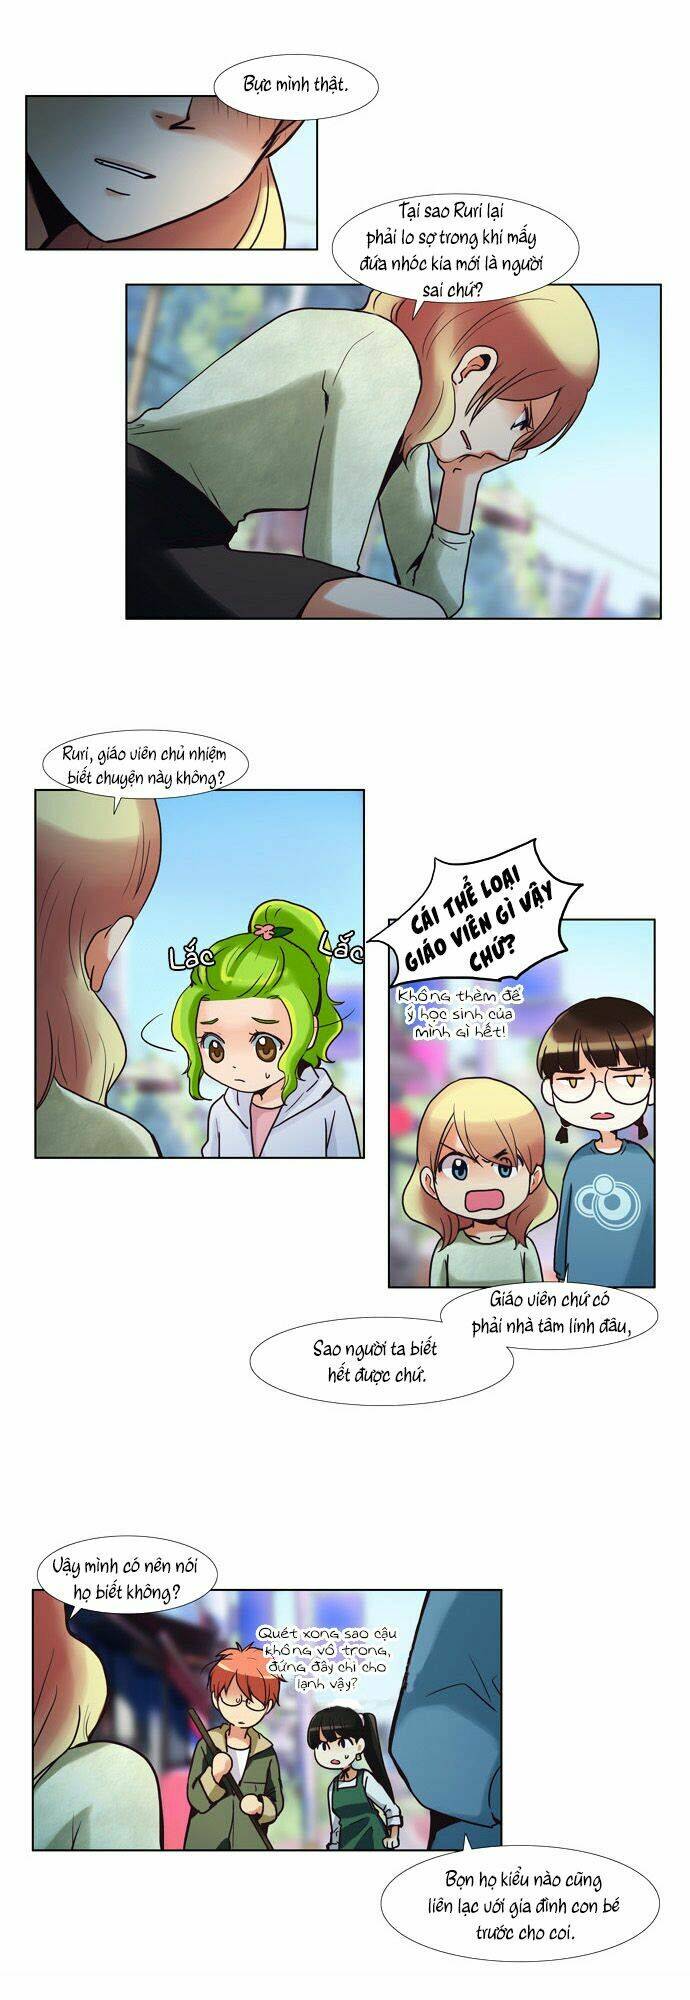 Bực mình thật.
Tại sao Ruri lại
phải lo sợ trong khi mấy
đứa nhóc kia mới là người
sai chứ?
Ruri, giáo viên chủ nhiệm
biết chuyện này không?
Lắc
Lắc
CÁI THỂ LOẠI
GIÁO VIÊN GÌ VẬY
CHỨ?
Không thèm để
ý học sinh của
mình gì hết!
Giáo viên chứ có
phải nhà tâm linh đâu,
Sao người ta biết
hết được chứ.
Vậy mình có nên nói
họ biết không?
Quét xong sao cậu
không vô trong,
đứng đây chi cho
lạnh vậy?
Bọn họ kiểu nào cũng
liên lạc với gia đình con bé
trước cho coi.